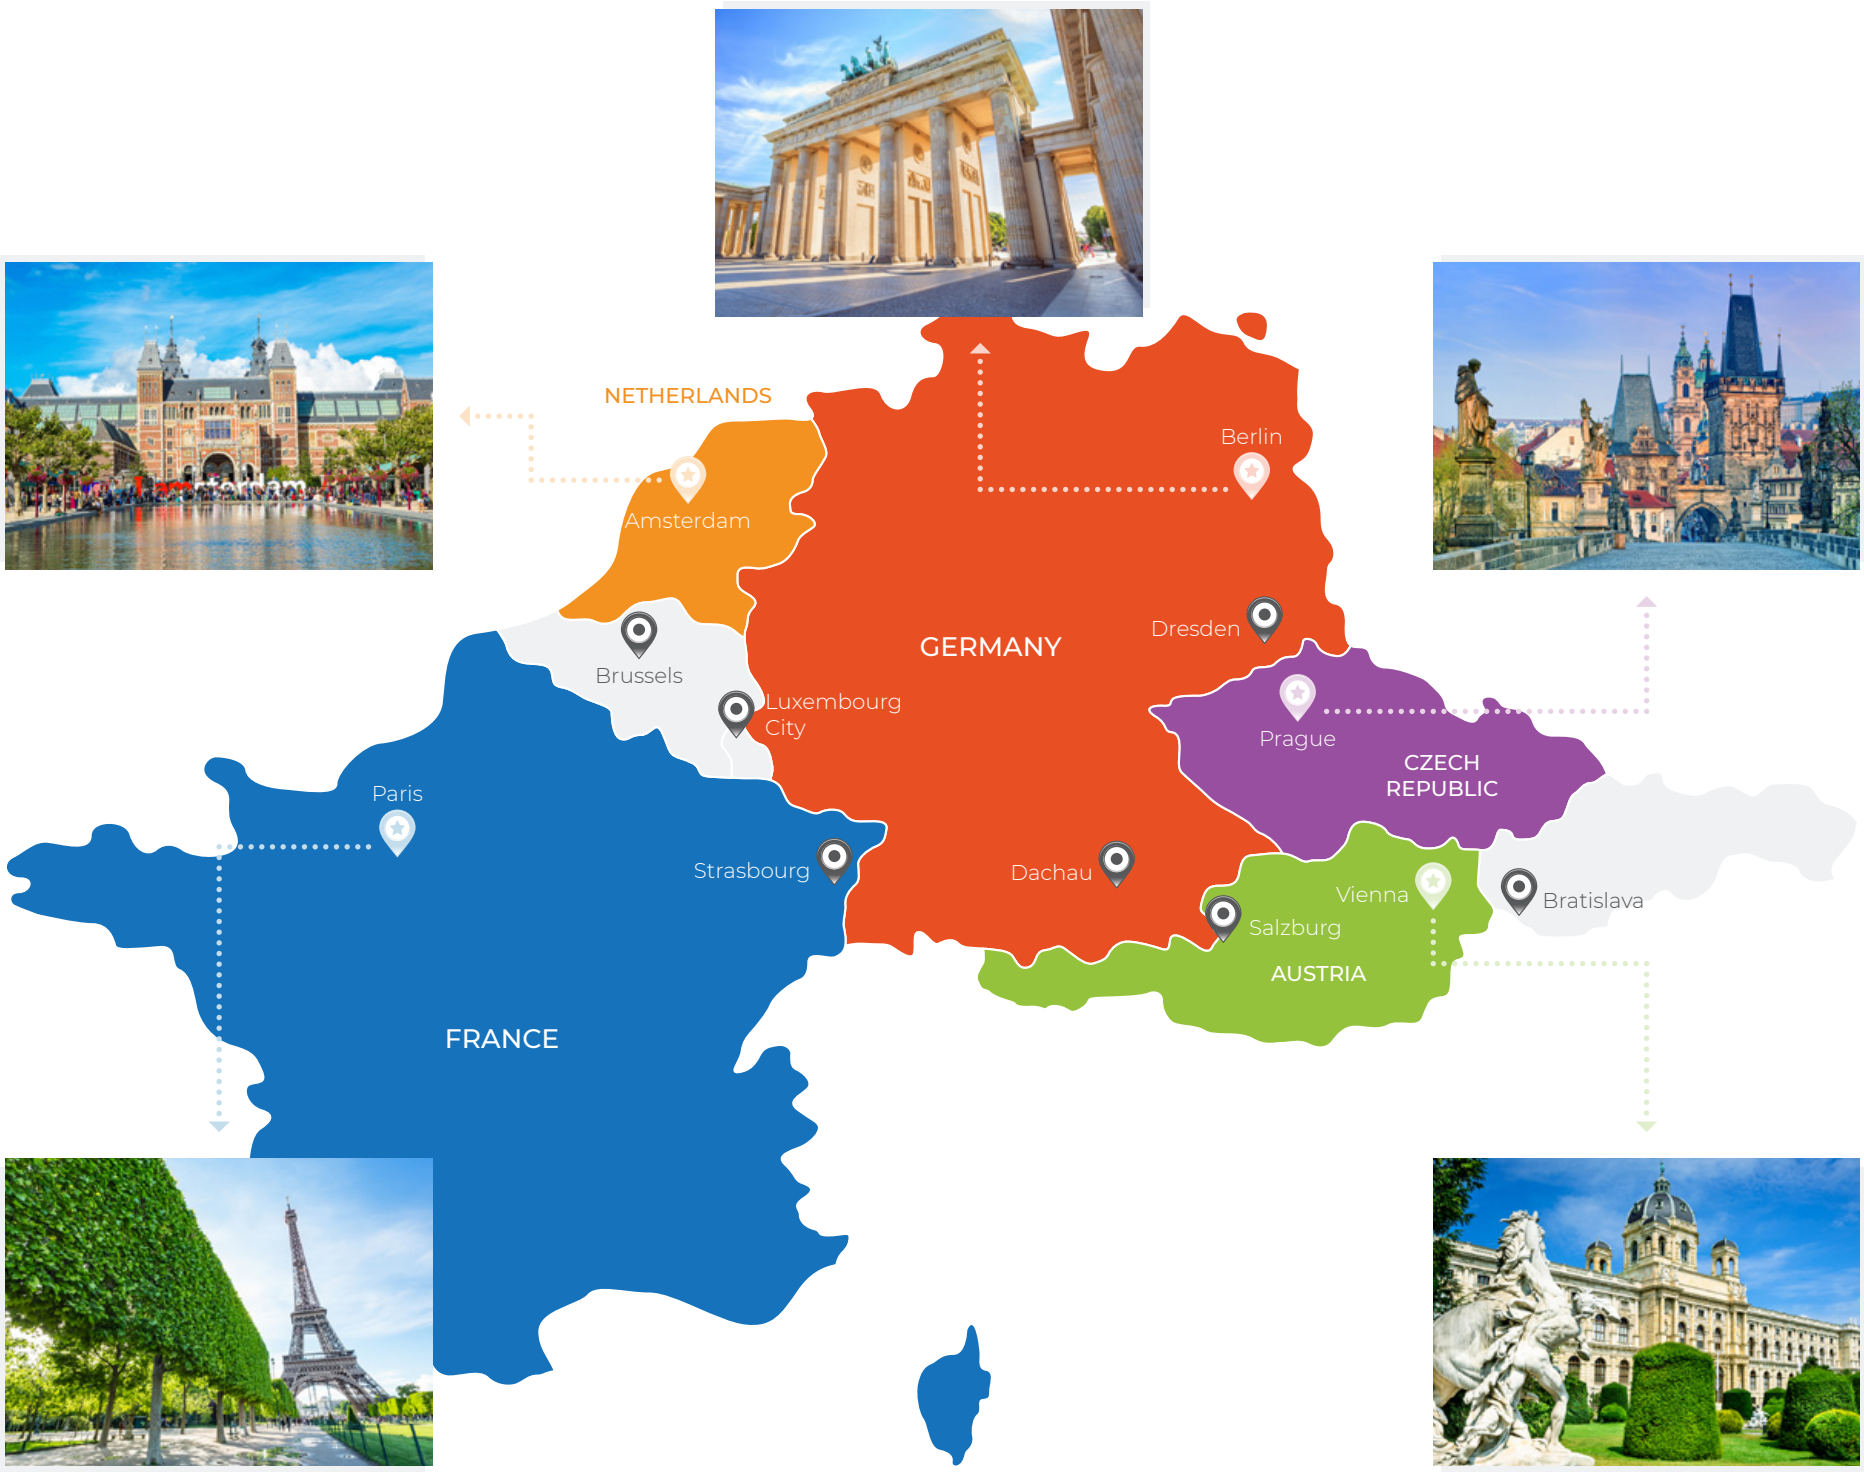 NETHERLANDS
Berlin
I amsterdam
Amsterdam
Dresden
GERMANY
Brussels
Luxembourg
City
Prague
CZECH
REPUBLIC
Paris
Strasbourg
Dachau
Vienna
Bratislava
Salzburg
AUSTRIA
FRANCE